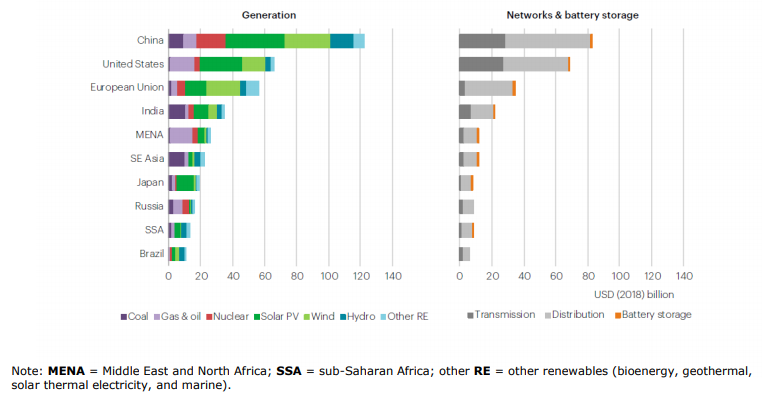 Generation
Networks & battery storage
China
United States
European Union
India
MENA
SE Asia
Japan
Russia
SSA
Brazil
0 20 40 60 80 100 120 140
0 20 40 60 80 100 120 140
USD (2018) billion
Coal Gas & oil Nuclear Solar PV Wind Hydro Other RE
Transmission Distribution Battery storage
Note: MENA = Middle East and North Africa; SSA = sub-Saharan Africa; other RE = other renewables (bioenergy, geothermal,
solar thermal electricity, and marine).